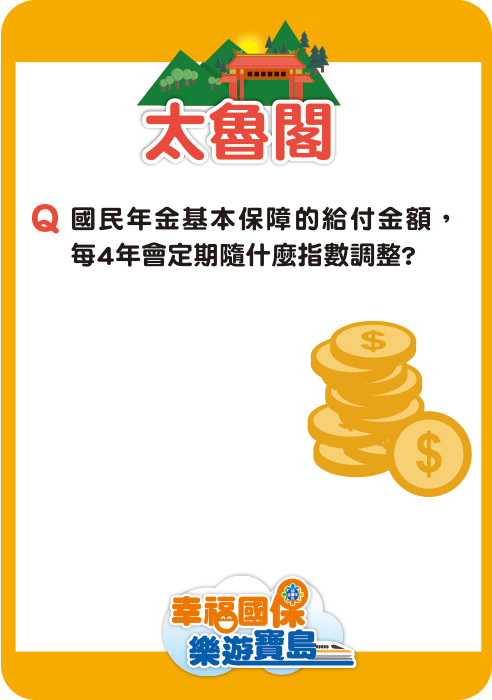 太魯閣
Q 國民年金基本保障的給付金額，
每4年會定期隨什麼指數調整?
$
$
幸福國保
樂遊寶島